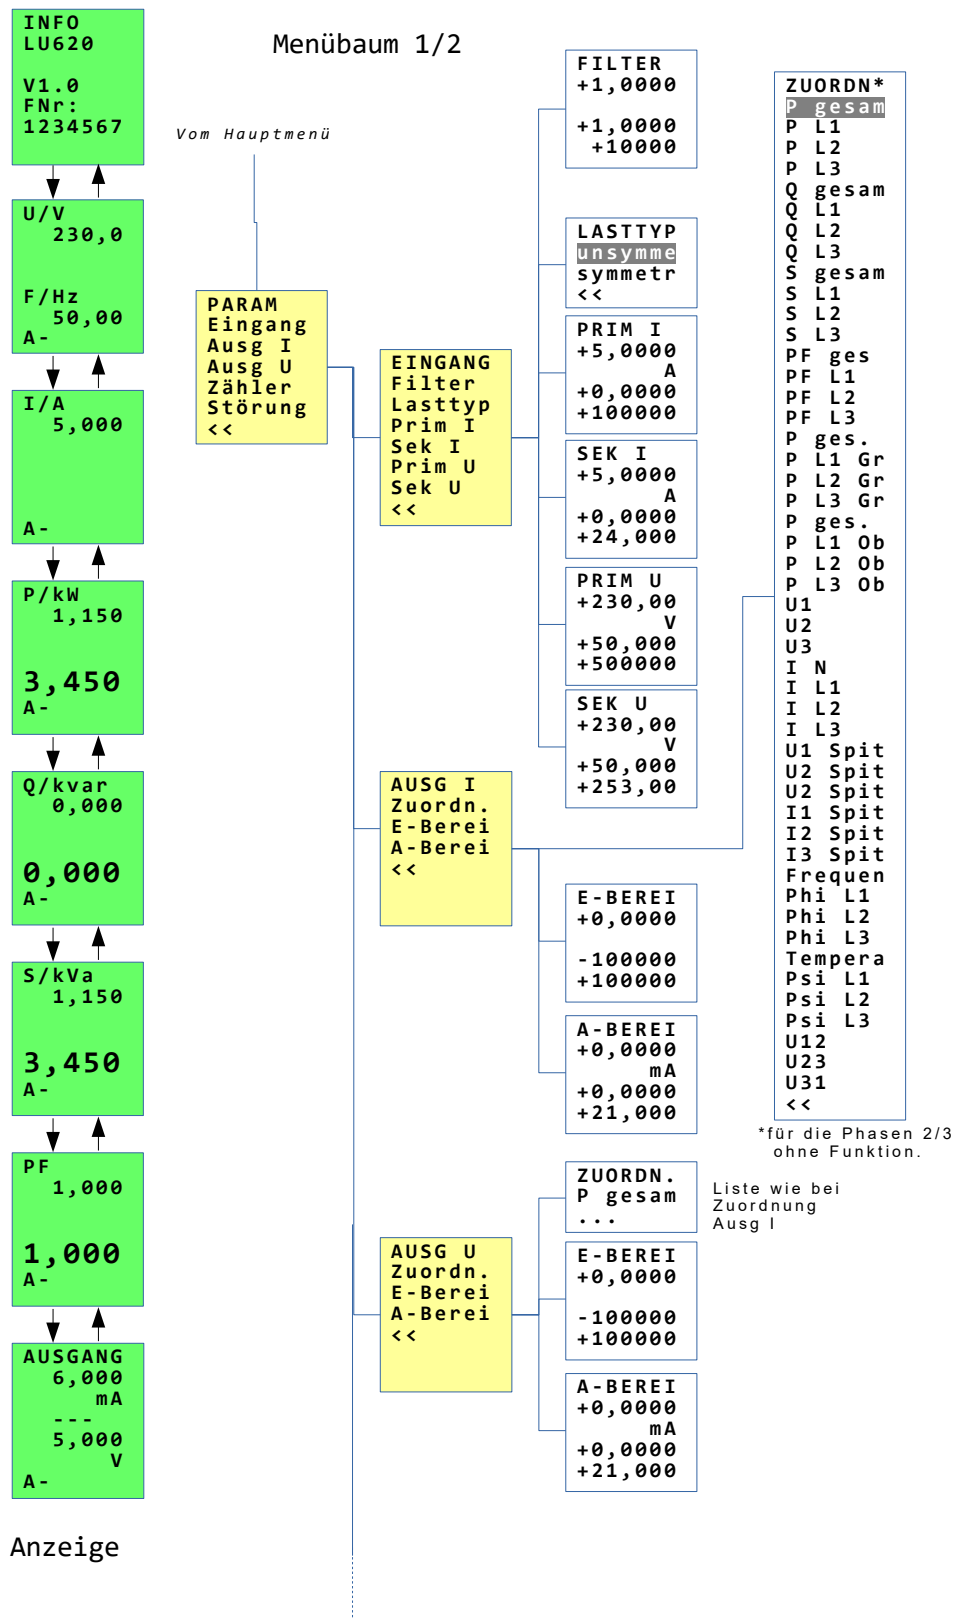 INFO
LU620
V1.0
FNr:
1234567
U/V
230,0
F/Hz
50,00
A-
I/A
5,000
A-
P/kW
1,150
3,450
A-
Q/kvar
0,000
0,000
A-
S/kVa
1,150
3,450
A-
PF
1,000
1,000
A-
AUSGANG
6,000
mA
---
5,000
V
A-
Anzeige
Menübaum 1/2
Vom Hauptmenü
PARAM
Eingang
Ausg I
Ausg U
Zähler
Störung
<<
EINGANG
Filter
Lasttyp
Prim I
Sek I
Prim U
Sek U
<<
AUSG I
Zuordn.
E-Berei
A-Berei
<<
AUSG U
Zuordn.
E-Berei
A-Berei
<<
FILTER
+1,0000
+1,0000
+10000
LASTTYP
unsymme
symmetr
<<
PRIM I
+5,0000
A
+0,0000
+100000
SEK I
+5,0000
A
+0,0000
+24,000
PRIM U
+230,00
V
+50,000
+500000
SEK U
+230,00
V
+50,000
+253,00
E-BEREI
+0,0000
-100000
+100000
A-BEREI
+0,0000
mA
+0,0000
+21,000
ZUORDN.
P gesam
...
Liste wie bei
Zuordnung
Ausg I
E-BEREI
+0,0000
-100000
+100000
A-BEREI
+0,0000
mA
+0,0000
+21,000
ZUORDN*
P gesam
P L1
P L2
P L3
Q gesam
Q L1
Q L2
Q L3
S gesam
S L1
S L2
S L3
PF ges
PF L1
PF L2
PF L3
P ges.
P L1 Gr
P L2 Gr
P L3 Gr
P ges.
P L1 Ob
P L2 Ob
P L3 Ob
U1
U2
U3
I N
I L1
I L2
I L3
U1 Spit
U2 Spit
U2 Spit
I1 Spit
I2 Spit
I3 Spit
Frequen
Phi L1
Phi L2
Phi L3
Tempera
Psi L1
Psi L2
Psi L3
U12
U23
U31
<<
*für die Phasen 2/3
ohne Funktion.